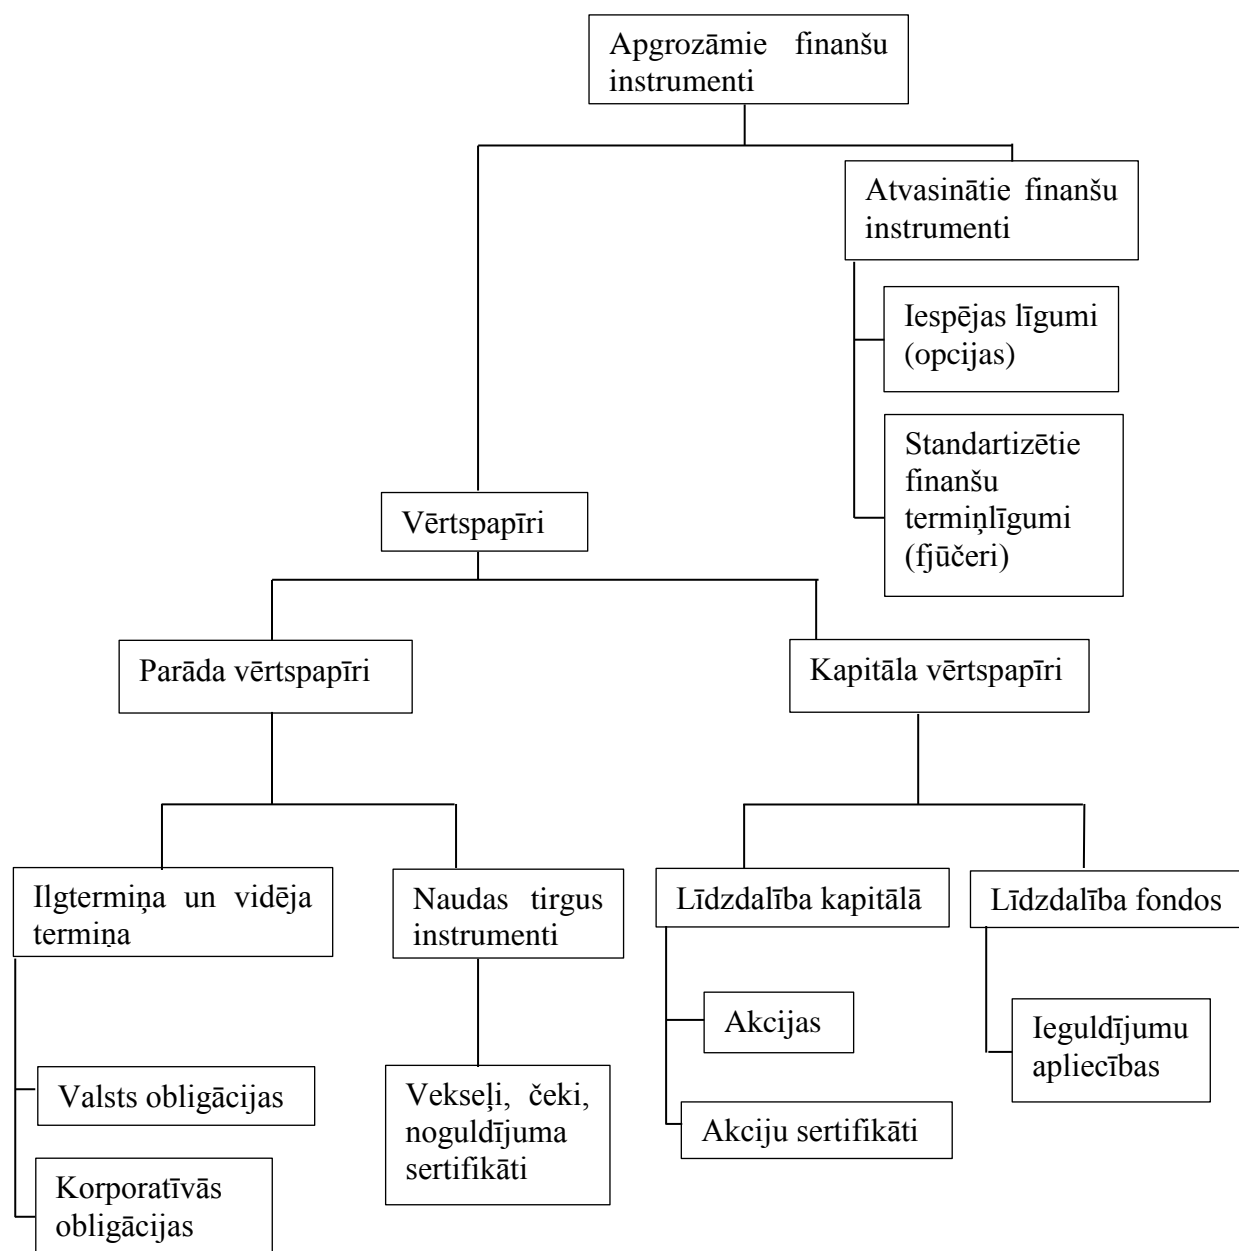 Apgrozāmie finanšu
instrumenti
Atvasinātie finanšu
instrumenti
Iespējas līgumi
(opcijas)
Standartizētie
finanšu
termiņlīgumi
(fjūčeri)
Vērtspapīri
Parāda vērtspapīri
Kapitāla vērtspapīri
Ilgtermiņa un vidēja
termiņa
Naudas tirgus
instrumenti
Līdzdalība kapitālā
Līdzdalība fondos
Akcijas
Ieguldījumu
apliecības
Valsts obligācijas
Vekseļi, čeki,
noguldījuma
sertifikāti
Akciju sertifikāti
Korporatīvās
obligācijas